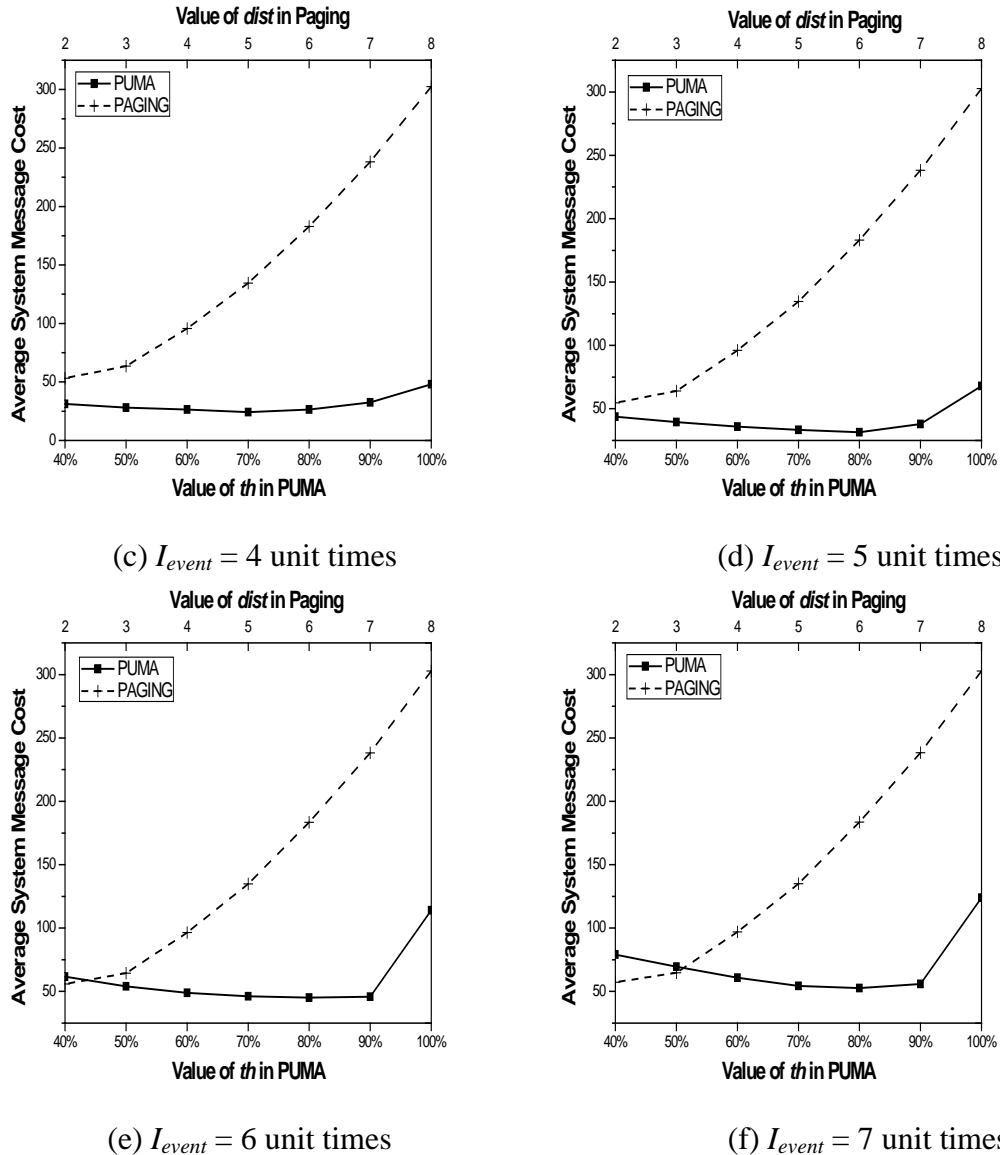 Value of dist in Paging
2 3 4 5 6 7 8
PUMA
PAGING
300
250
200
150
100
50
0
Average System Message Cost
40% 50% 60% 70% 80% 90% 100%
Value of th in PUMA
(c) Ievent = 4 unit times
Value of dist in Paging
2 3 4 5 6 7 8
PUMA
PAGING
300
250
200
150
100
50
Average System Message Cost
40% 50% 60% 70% 80% 90% 100%
Value of th in PUMA
(d) Ievent = 5 unit times
Value of dist in Paging
2 3 4 5 6 7 8
PUMA
PAGING
300
250
200
150
100
50
Average System Message Cost
40% 50% 60% 70% 80% 90% 100%
Value of th in PUMA
(e) Ievent = 6 unit times
Value of dist in Paging
2 3 4 5 6 7 8
PUMA
PAGING
300
250
200
150
100
50
Average System Message Cost
40% 50% 60% 70% 80% 90% 100%
Value of th in PUMA
(f) Ievent = 7 unit times